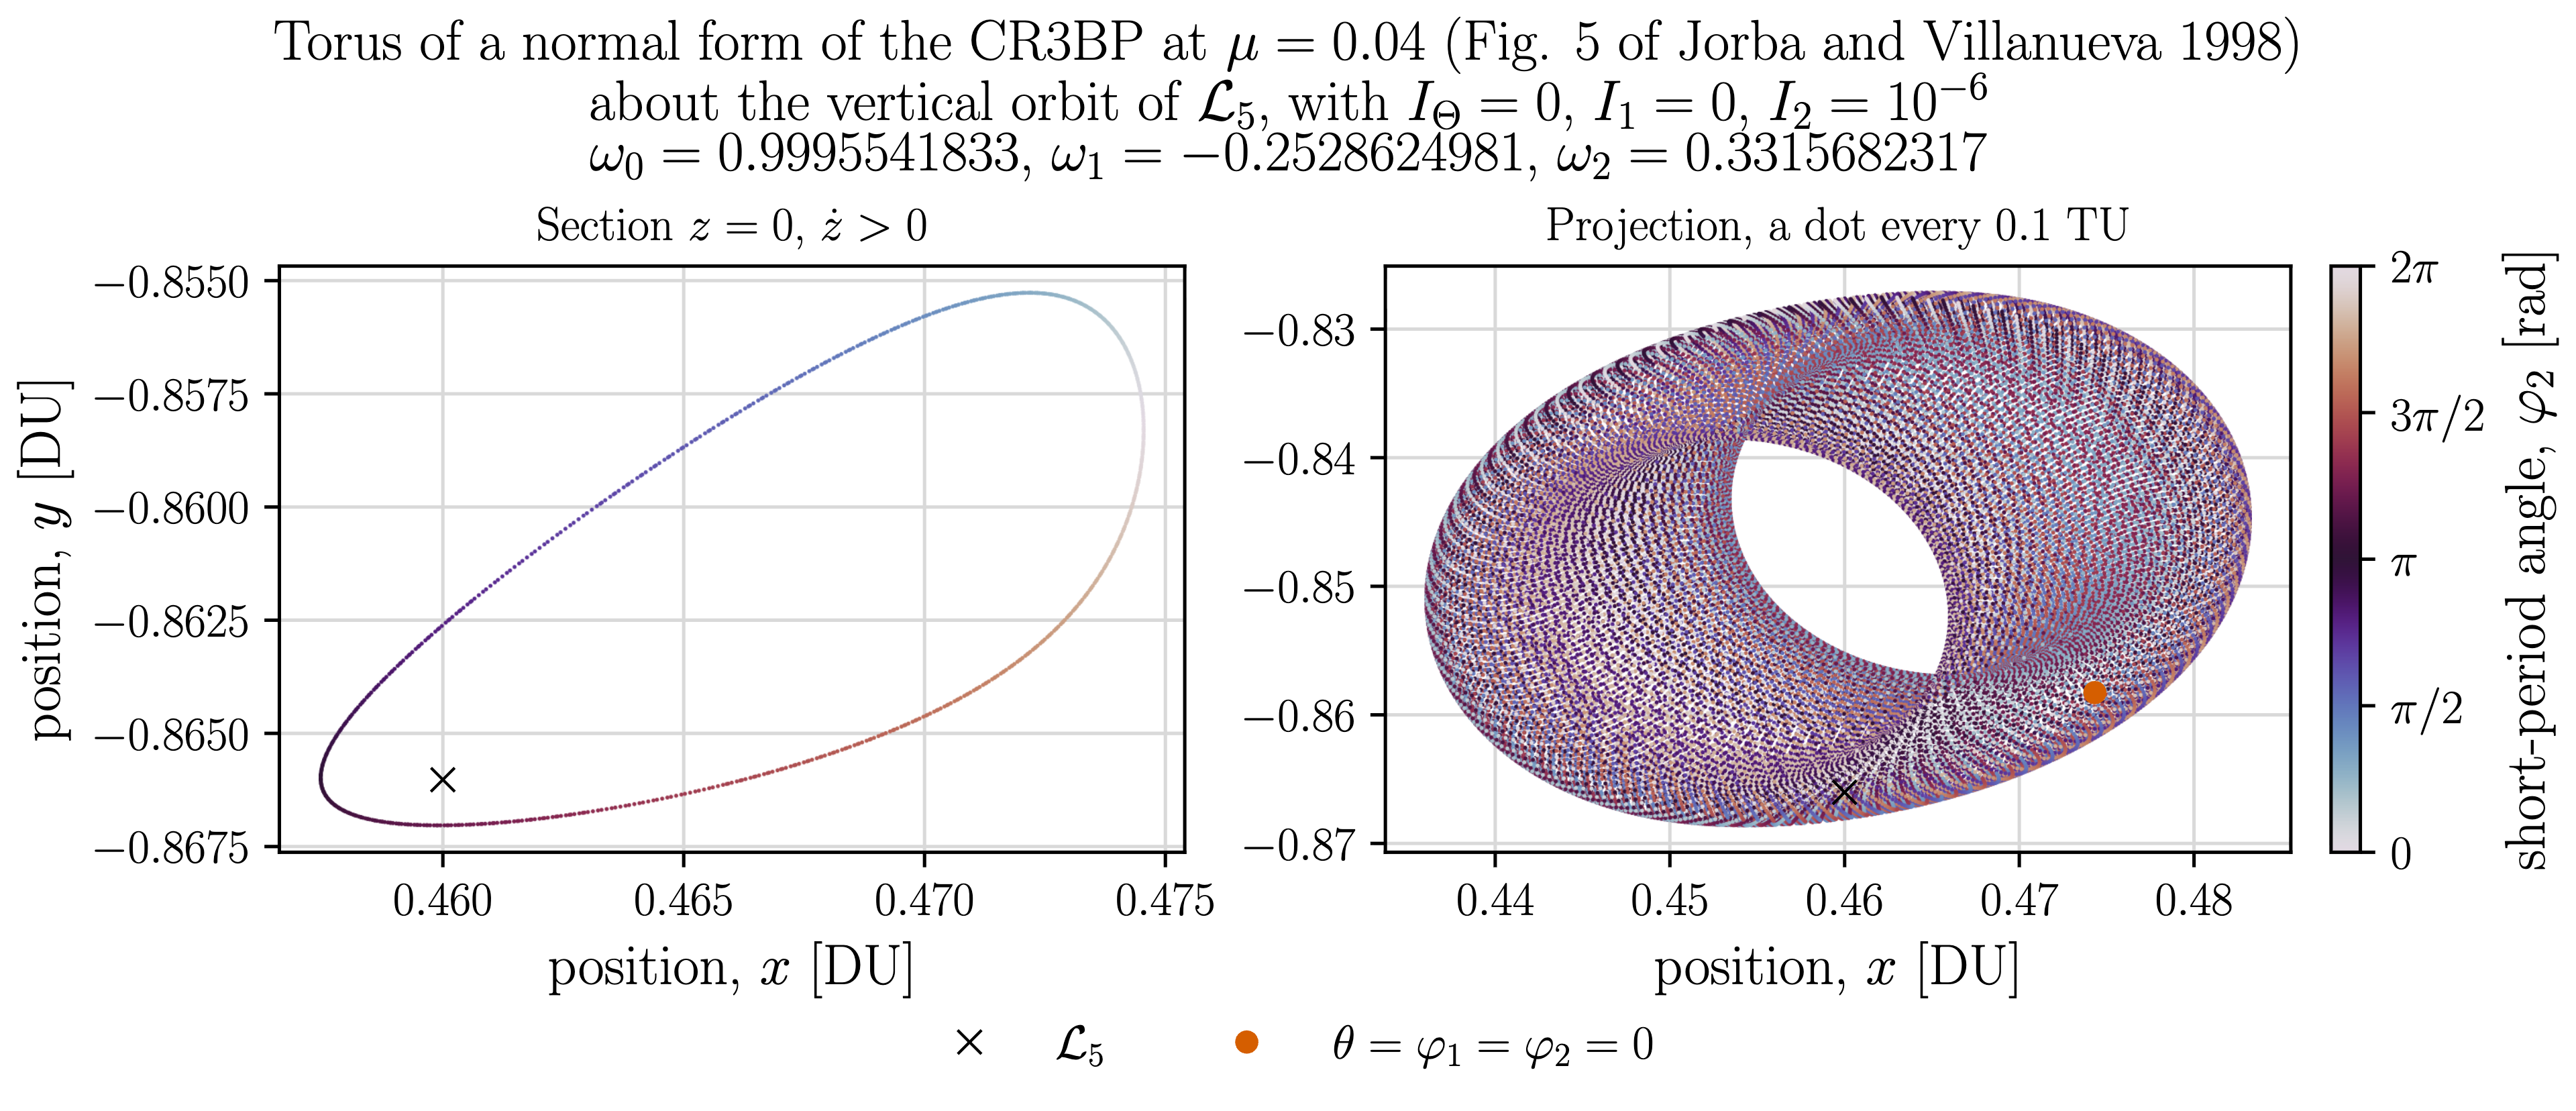 Torus of a normal form of the CR3BP at μ = 0.04 (Fig. 5 of Jorba and Villanueva 1998)
about the vertical orbit of 𝓛₅, with I_Θ = 0, I₁ = 0, I₂ = 10⁻⁶
ω₀ = 0.9995541833, ω₁ = −0.2528624981, ω₂ = 0.3315682317
Section z = 0, ż > 0
−0.8550
−0.8575
−0.8600
−0.8625
−0.8650
−0.8675
position, y [DU]
0.460 0.465 0.470 0.475
position, x [DU]
Projection, a dot every 0.1 TU
−0.83
−0.84
−0.85
−0.86
−0.87
0.44 0.45 0.46 0.47 0.48
position, x [DU]
2π
3π/2
π
π/2
0
short-period angle, φ₂ [rad]
𝓛₅
θ = φ₁ = φ₂ = 0